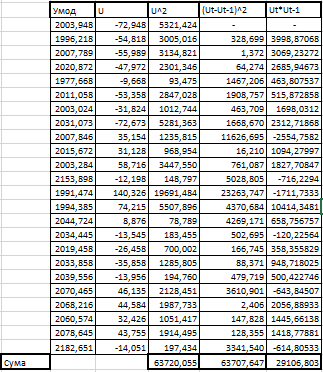 Yмод U U^2 (Ut-Ut-1)^2 Ut*Ut-1
2003,948 -72,948 5321,424 - -
1996,218 -54,818 3005,016 328,699 3998,87068
2007,789 -55,989 3134,821 1,372 3069,23272
2020,872 -47,972 2301,346 64,274 2685,94673
1977,668 -9,668 93,475 1467,206 463,807537
2011,058 -53,358 2847,028 1908,757 515,872858
2003,024 -31,824 1012,744 463,709 1698,0312
2031,073 -72,673 5281,363 1668,670 2312,71868
2007,846 35,154 1235,815 11626,695 -2554,7582
2015,672 31,128 968,954 16,210 1094,27997
2003,284 58,716 3447,550 761,087 1827,70847
2153,898 -12,198 148,797 5028,805 -716,2294
1991,474 140,326 19691,484 23263,747 -1711,7333
1994,385 74,215 5507,896 4370,684 10414,3481
2044,724 8,876 78,789 4269,171 658,756757
2034,445 -13,545 183,455 502,695 -120,22564
2019,458 -26,458 700,002 166,745 358,355829
2033,858 -35,858 1285,805 88,371 948,718025
2039,556 -13,956 194,760 479,719 500,422746
2070,465 46,135 2128,451 3610,901 -643,84507
2068,216 44,584 1987,733 2,406 2056,88933
2060,574 32,426 1051,417 147,828 1445,66138
2078,645 43,755 1914,495 128,355 1418,77881
2182,651 -14,051 197,434 3341,540 -614,80533
Сума 63720,055 63707,647 29106,803